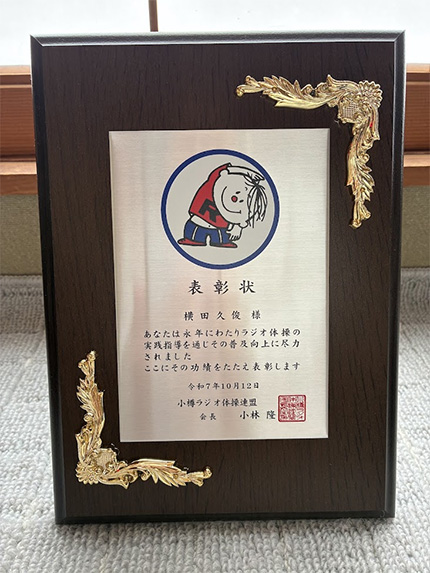 表彰状
横田久俊 様
あなたは永年にわたりラジオ体操の
実践指導を通じその普及向上に尽力
されました
ここにその功績をたたえ表彰します
令和7年10月12日
小樽ラジオ体操連盟
会長 小林 隆